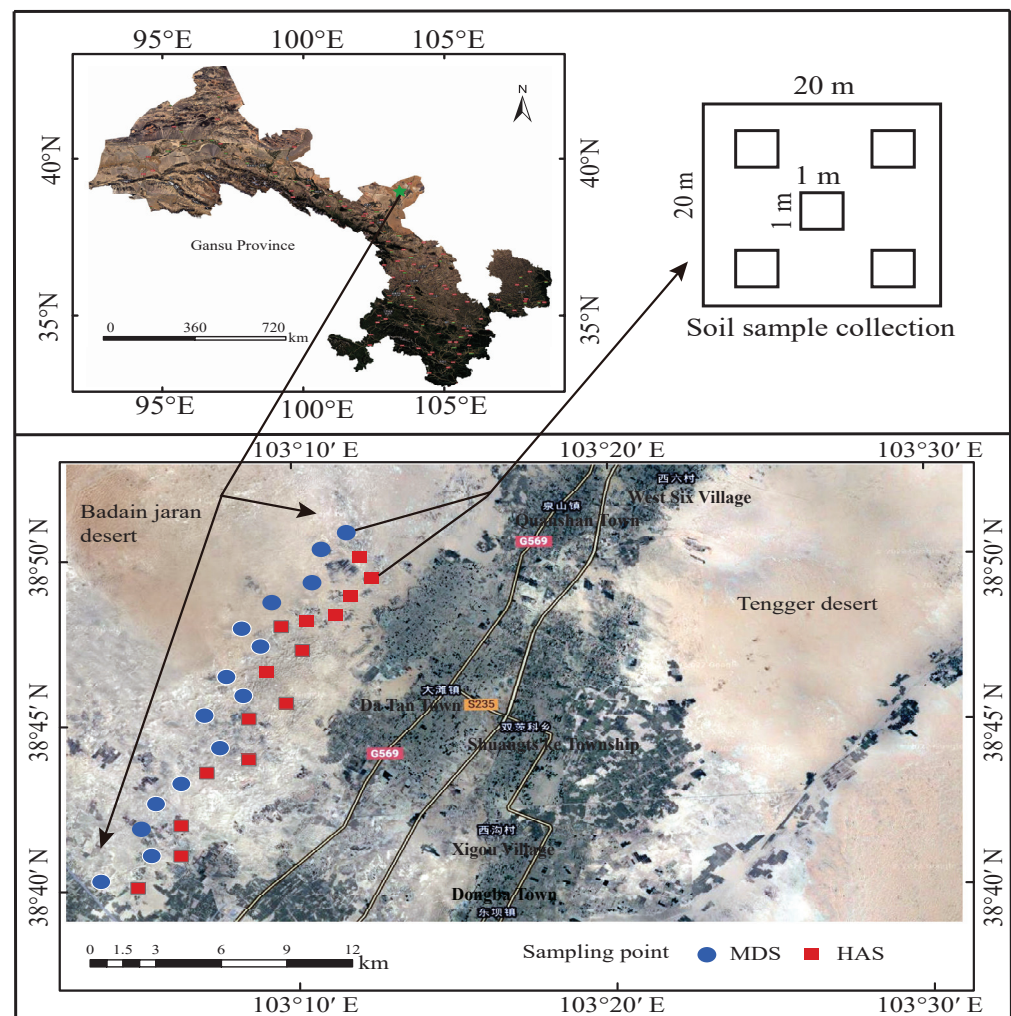 95°E 100°E 105°E
N
40°N
40°N
Gansu Province
35°N
35°N
0 360 720
km
95°E 100°E 105°E
20 m
20 m
1 m
1 m
Soil sample collection
103°10′ E 103°20′ E 103°30′ E
Badain jaran
desert
西六村
West Six Village
泉山镇
Quanshan Town
G569
38°50′ N
38°50′ N
Tengger desert
大滩镇
Da Tan Town
S235
双茨科乡
Shuangts ke Township
G569
38°45′ N
38°45′ N
西沟村
Xigou Village
Dongba Town
东坝镇
38°40′ N
38°40′ N
0 1.5 3 6 9 12
km
Sampling point MDS HAS
103°10′ E 103°20′ E 103°30′ E